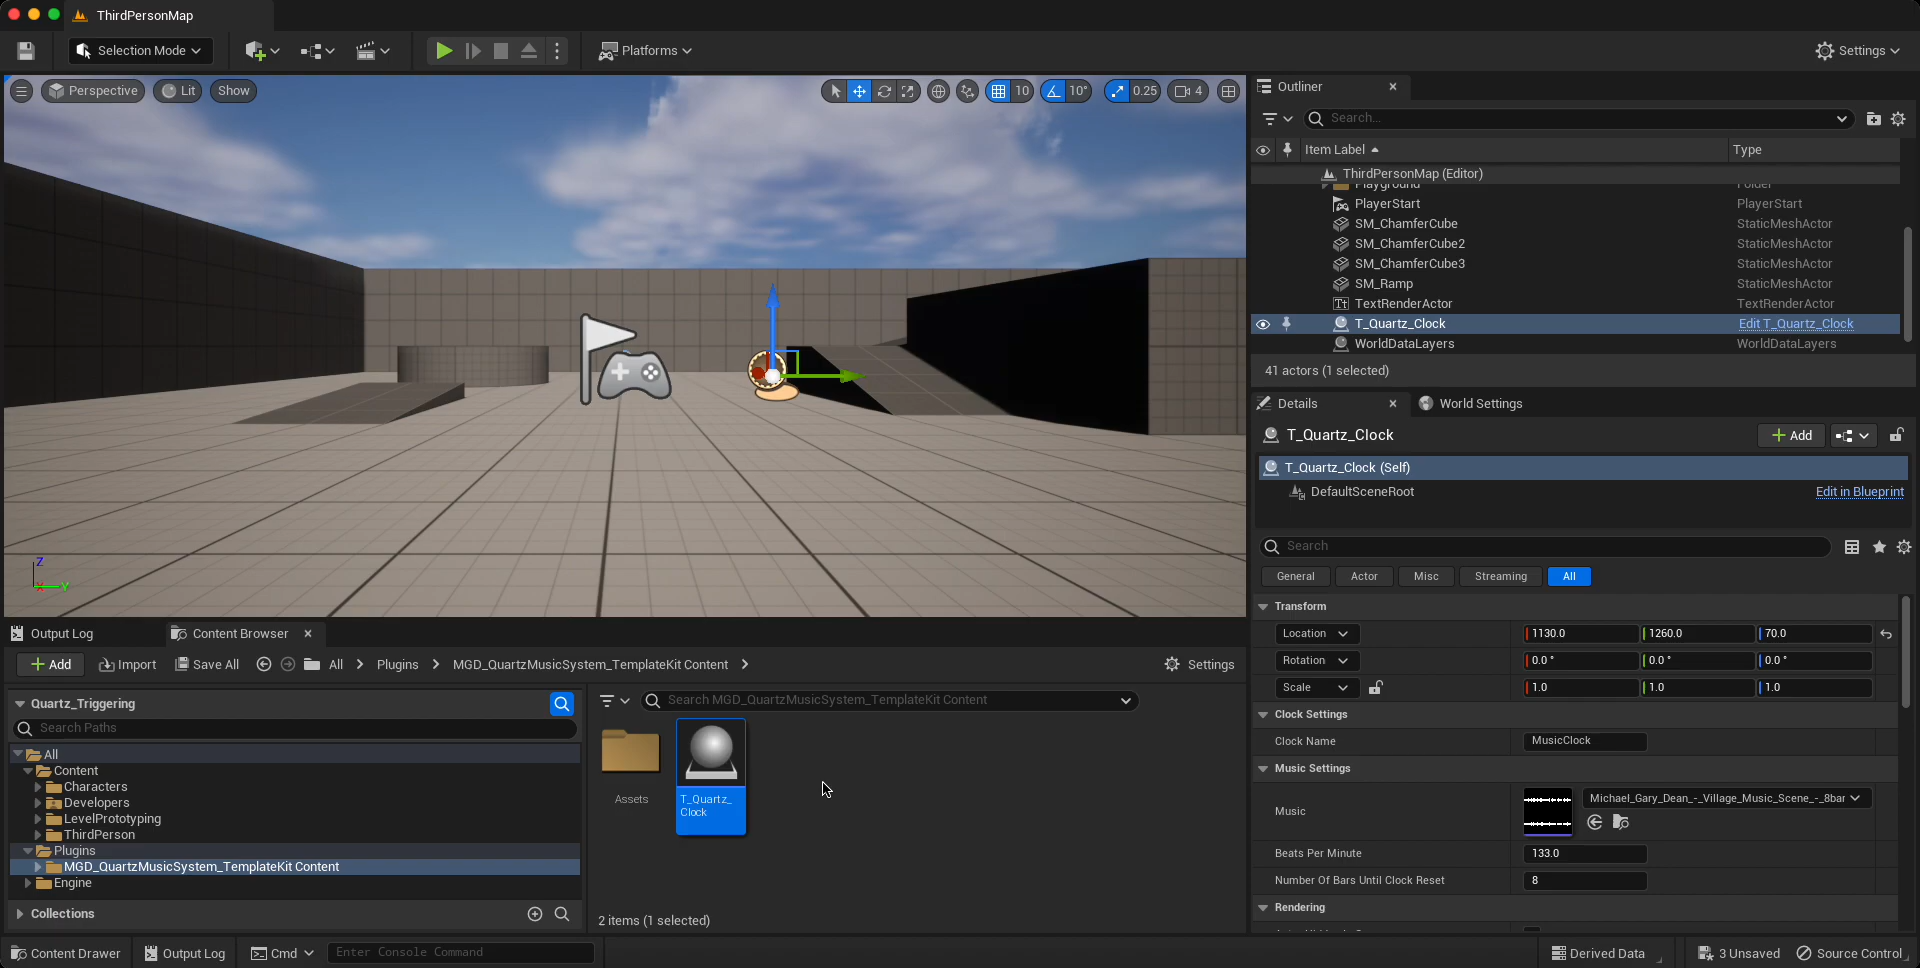 ThirdPersonMap
Selection Mode
Platforms
Settings
Perspective
Lit
Show
10
10°
0.25
4
Outliner
Search...
Item Label
Type
ThirdPersonMap (Editor)
Playground
Folder
PlayerStart
PlayerStart
SM_ChamferCube
StaticMeshActor
SM_ChamferCube2
StaticMeshActor
SM_ChamferCube3
StaticMeshActor
SM_Ramp
StaticMeshActor
TextRenderActor
TextRenderActor
T_Quartz_Clock
Edit T_Quartz_Clock
WorldDataLayers
WorldDataLayers
41 actors (1 selected)
Details
World Settings
T_Quartz_Clock
Add
T_Quartz_Clock (Self)
DefaultSceneRoot
Edit in Blueprint
Search
General
Actor
Misc
Streaming
All
Transform
Location
1130.0
1260.0
70.0
Rotation
0.0 °
0.0 °
0.0 °
Scale
1.0
1.0
1.0
Clock Settings
Clock Name
MusicClock
Music Settings
Music
Michael_Gary_Dean_-_Village_Music_Scene_-_8bar
Beats Per Minute
133.0
Number Of Bars Until Clock Reset
8
Rendering
Z
X
Y
Output Log
Content Browser
Add
Import
Save All
All
Plugins
MGD_QuartzMusicSystem_TemplateKit Content
Settings
Quartz_Triggering
Search Paths
All
Content
Characters
Developers
LevelPrototyping
ThirdPerson
Plugins
MGD_QuartzMusicSystem_TemplateKit Content
Engine
Collections
Search MGD_QuartzMusicSystem_TemplateKit Content
Assets
T_Quartz_
Clock
2 items (1 selected)
Content Drawer
Output Log
Cmd
Enter Console Command
Derived Data
3 Unsaved
Source Control